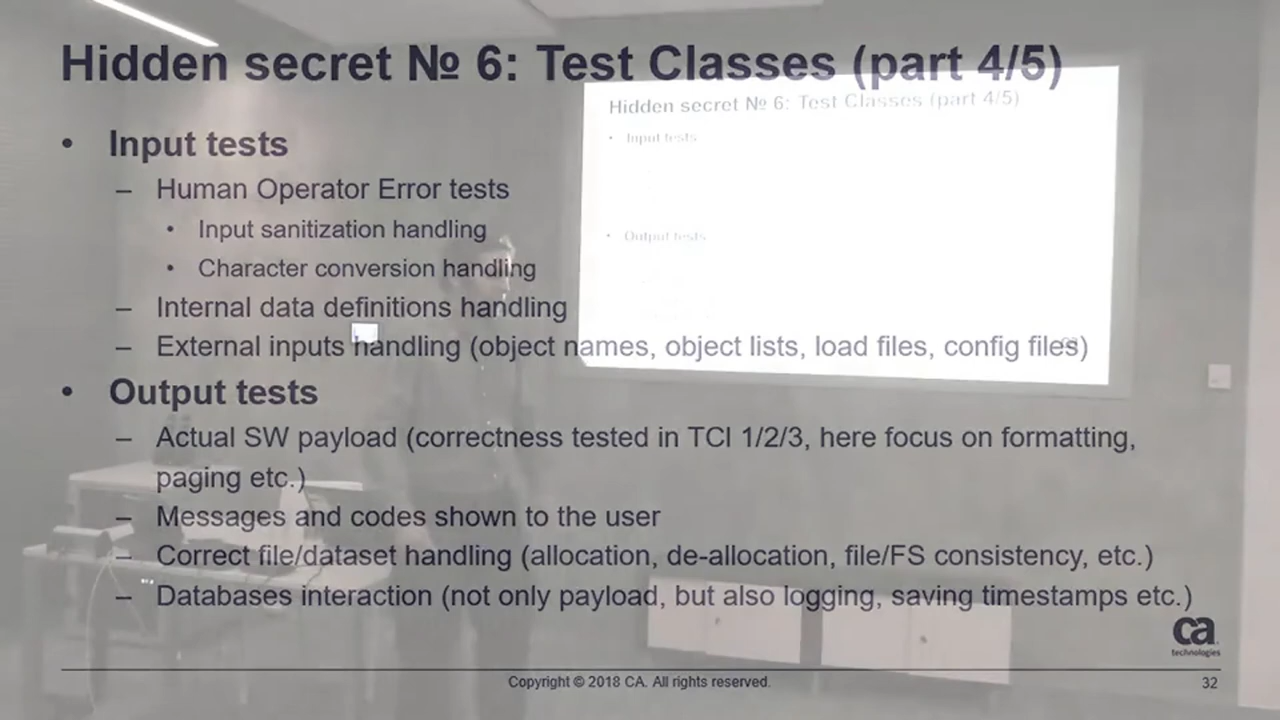 Hidden secret № 6: Test Classes (part 4/5)
• Input tests
– Human Operator Error tests
• Input sanitization handling
• Character conversion handling
– Internal data definitions handling
– External inputs handling (object names, object lists, load files, config files)
• Output tests
– Actual SW payload (correctness tested in TCl 1/2/3, here focus on formatting,
paging etc.)
– Messages and codes shown to the user
– Correct file/dataset handling (allocation, de-allocation, file/FS consistency, etc.)
– Databases interaction (not only payload, but also logging, saving timestamps etc.)
ca
technologies
Copyright © 2018 CA. All rights reserved.
32
Hidden secret № 6: Test Classes (part 4/5)
• Input tests
• Output tests